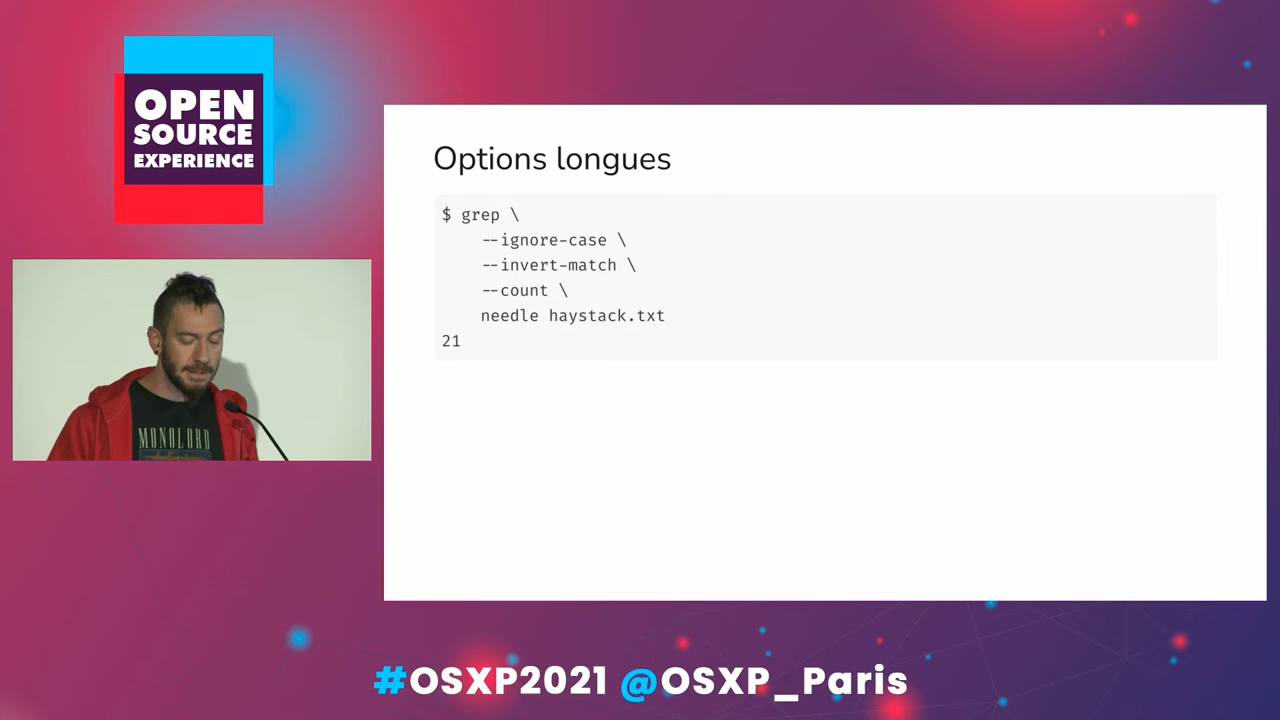 OPEN
SOURCE
EXPERIENCE
Options longues
$ grep \
--ignore-case \
--invert-match \
--count \
needle haystack.txt
21
MONOLORD
#OSXP2021 @OSXP_Paris